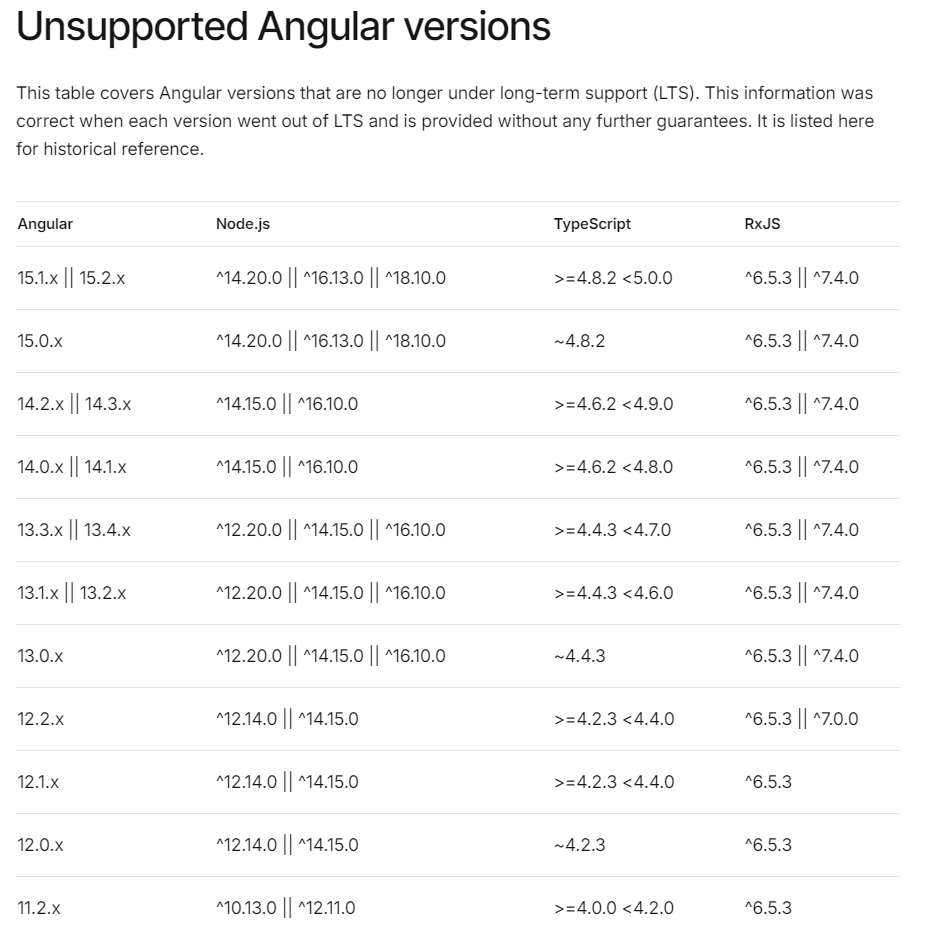 Unsupported Angular versions
This table covers Angular versions that are no longer under long-term support (LTS). This information was
correct when each version went out of LTS and is provided without any further guarantees. It is listed here
for historical reference.
Angular Node.js TypeScript RxJS
15.1.x || 15.2.x ^14.20.0 || ^16.13.0 || ^18.10.0 >=4.8.2 <5.0.0 ^6.5.3 || ^7.4.0
15.0.x ^14.20.0 || ^16.13.0 || ^18.10.0 ~4.8.2 ^6.5.3 || ^7.4.0
14.2.x || 14.3.x ^14.15.0 || ^16.10.0 >=4.6.2 <4.9.0 ^6.5.3 || ^7.4.0
14.0.x || 14.1.x ^14.15.0 || ^16.10.0 >=4.6.2 <4.8.0 ^6.5.3 || ^7.4.0
13.3.x || 13.4.x ^12.20.0 || ^14.15.0 || ^16.10.0 >=4.4.3 <4.7.0 ^6.5.3 || ^7.4.0
13.1.x || 13.2.x ^12.20.0 || ^14.15.0 || ^16.10.0 >=4.4.3 <4.6.0 ^6.5.3 || ^7.4.0
13.0.x ^12.20.0 || ^14.15.0 || ^16.10.0 ~4.4.3 ^6.5.3 || ^7.4.0
12.2.x ^12.14.0 || ^14.15.0 >=4.2.3 <4.4.0 ^6.5.3 || ^7.0.0
12.1.x ^12.14.0 || ^14.15.0 >=4.2.3 <4.4.0 ^6.5.3
12.0.x ^12.14.0 || ^14.15.0 ~4.2.3 ^6.5.3
11.2.x ^10.13.0 || ^12.11.0 >=4.0.0 <4.2.0 ^6.5.3